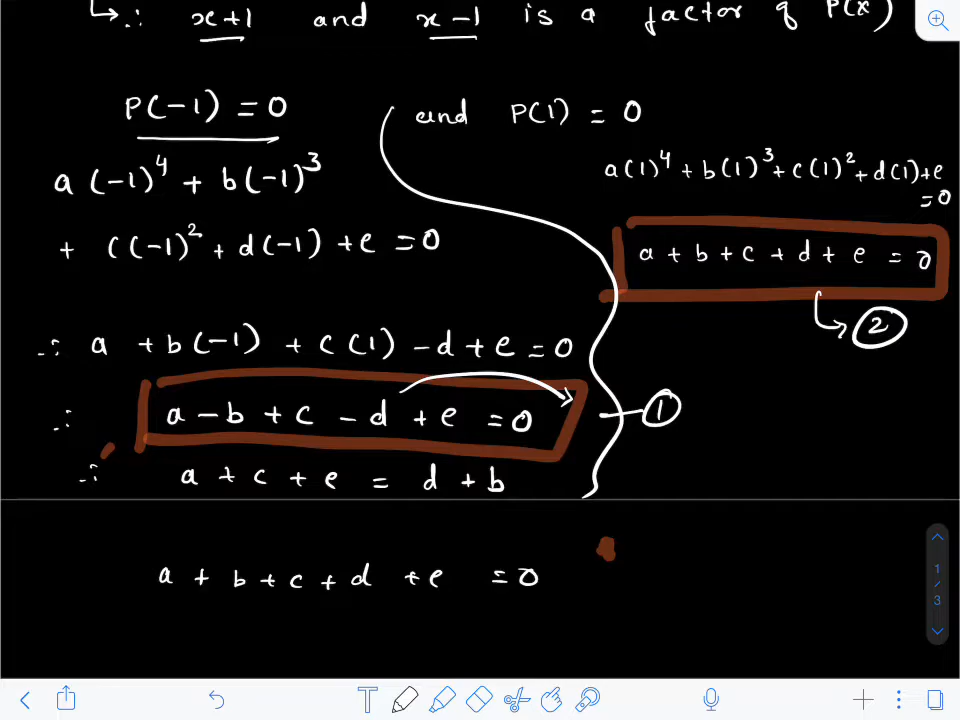 ∴ x+1 and x-1 is a factor of P(x)
P(-1) = 0
a(-1)⁴ + b(-1)³
+ c(-1)² + d(-1) + e = 0
∴ a + b(-1) + c(1) - d + e = 0
∴ a - b + c - d + e = 0 ①
∴ a + c + e = d + b
and P(1) = 0
a(1)⁴ + b(1)³ + c(1)² + d(1) + e
= 0
a + b + c + d + e = 0
②
a + b + c + d + e = 0
1
/
3
T